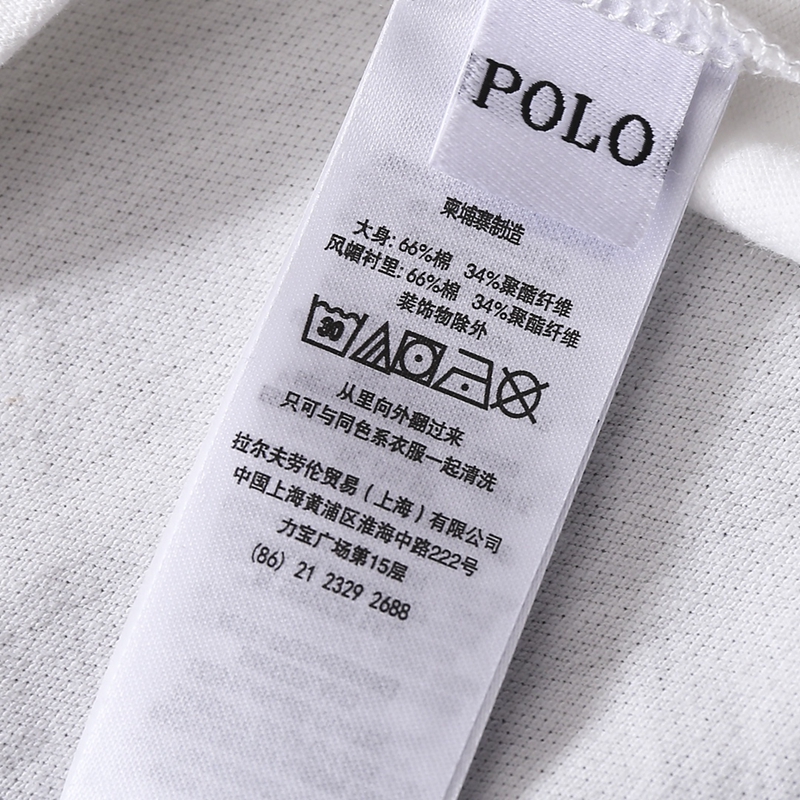 POLO
柬埔寨制造
大身: 66%棉 34%聚酯纤维
风帽衬里: 66%棉 34%聚酯纤维
装饰物除外
30
从里向外翻过来
只可与同色系衣服一起清洗
拉尔夫劳伦贸易(上海)有限公司
中国上海黄浦区淮海中路222号
力宝广场第15层
(86) 21 2329 2688